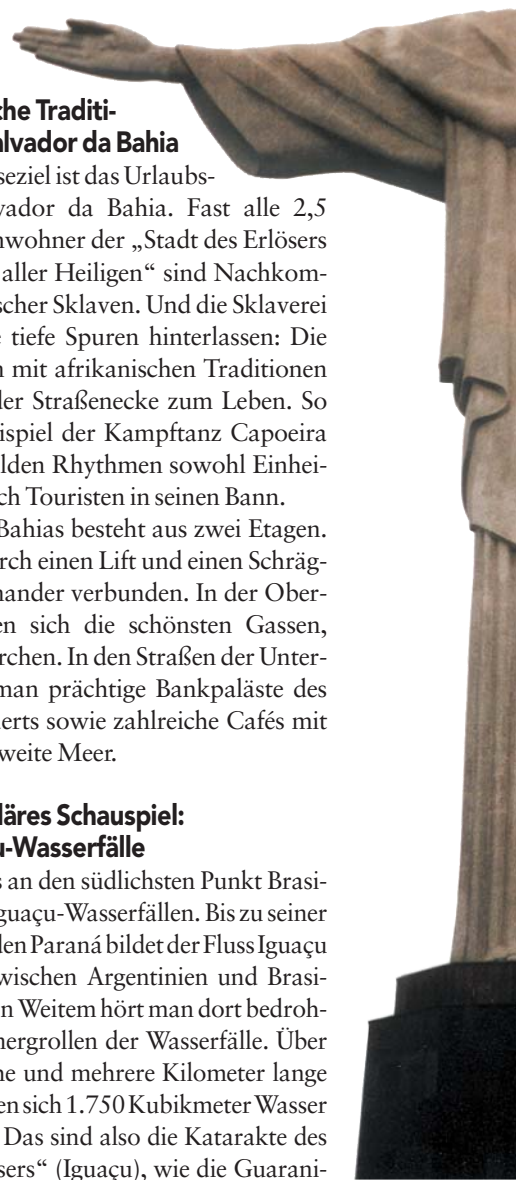 che Traditi-
alvador da Bahia
seziel ist das Urlaubs-
vador da Bahia. Fast alle 2,5
nwohner der „Stadt des Erlösers
aller Heiligen“ sind Nachkom-
scher Sklaven. Und die Sklaverei
e tiefe Spuren hinterlassen: Die
n mit afrikanischen Traditionen
der Straßenecke zum Leben. So
ispiel der Kampftanz Capoeira
ilden Rhythmen sowohl Einhei-
ch Touristen in seinen Bann.
Bahias besteht aus zwei Etagen.
rch einen Lift und einen Schräg-
nander verbunden. In der Ober-
en sich die schönsten Gassen,
rchen. In den Straßen der Unter-
man prächtige Bankpaläste des
erts sowie zahlreiche Cafés mit
weite Meer.
läres Schauspiel:
u-Wasserfälle
s an den südlichsten Punkt Brasi-
guaçu-Wasserfällen. Bis zu seiner
den Paraná bildet der Fluss Iguaçu
wischen Argentinien und Brasi-
n Weitem hört man dort bedroh-
nergrollen der Wasserfälle. Über
he und mehrere Kilometer lange
en sich 1.750 Kubikmeter Wasser
Das sind also die Katarakte des
sers“ (Iguaçu), wie die Guarani-